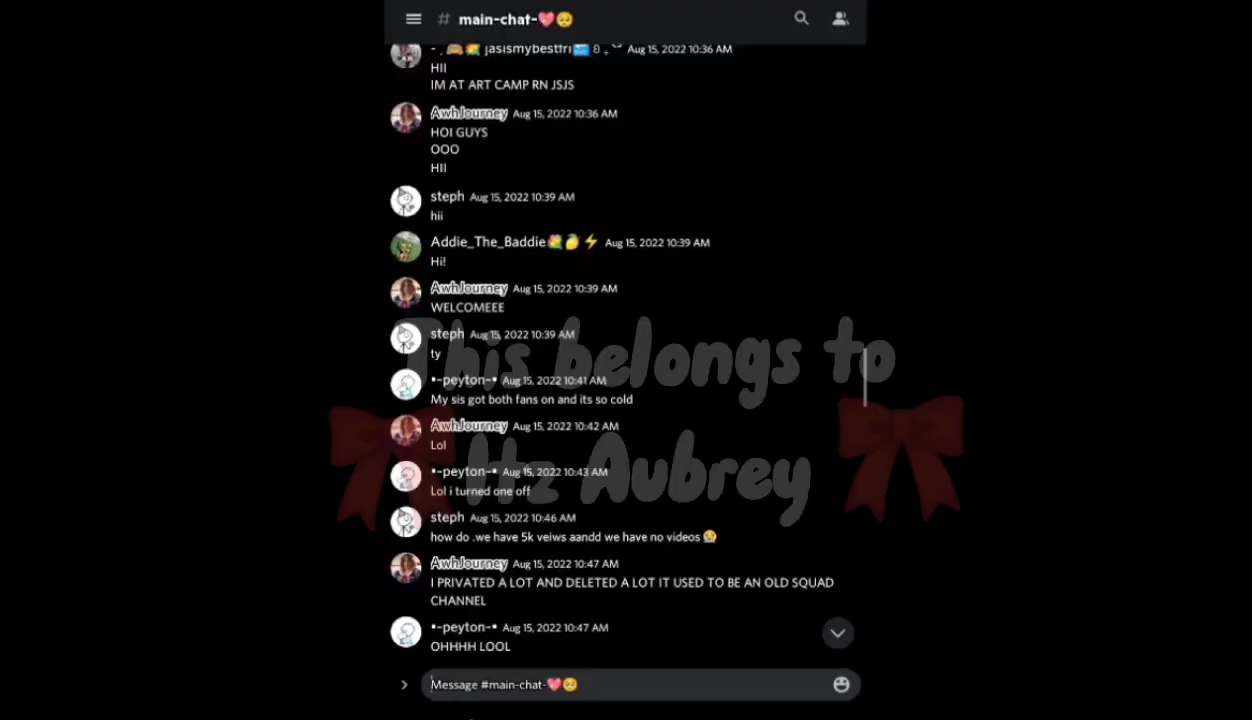 # main-chat-💖🥺
jasismybestfri Aug 15, 2022 10:36 AM
HII
IM AT ART CAMP RN JSJS
AwhJourney Aug 15, 2022 10:36 AM
HOI GUYS
OOO
HII
steph Aug 15, 2022 10:39 AM
hii
Addie_The_Baddie💐🍋⚡ Aug 15, 2022 10:39 AM
Hi!
AwhJourney Aug 15, 2022 10:39 AM
WELCOMEEE
steph Aug 15, 2022 10:39 AM
ty
This belongs to
•-peyton-• Aug 15, 2022 10:41 AM
My sis got both fans on and its so cold
AwhJourney Aug 15, 2022 10:42 AM
Lol
•-peyton-• Aug 15, 2022 10:43 AM
Itz Aubrey
Lol i turned one off
steph Aug 15, 2022 10:46 AM
how do .we have 5k veiws aandd we have no videos
AwhJourney Aug 15, 2022 10:47 AM
I PRIVATED A LOT AND DELETED A LOT IT USED TO BE AN OLD SQUAD
CHANNEL
•-peyton-• Aug 15, 2022 10:47 AM
OHHHH LOOL
Message #main-chat-💖🥺